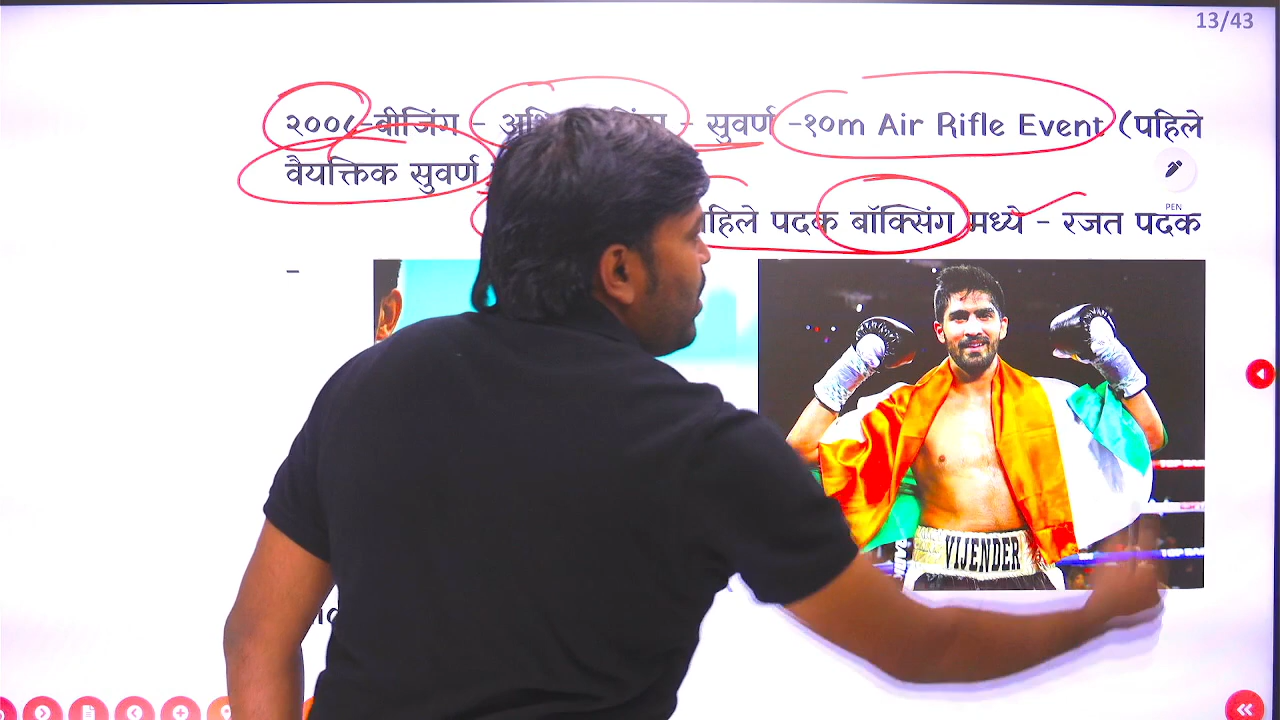 13/43
२००८-बीजिंग - - सुवर्ण -१०m Air Rifle Event (पहिले
वैयक्तिक सुवर्ण
पहिले पदक बॉक्सिंग मध्ये - रजत पदक
PEN
-
VIJENDER